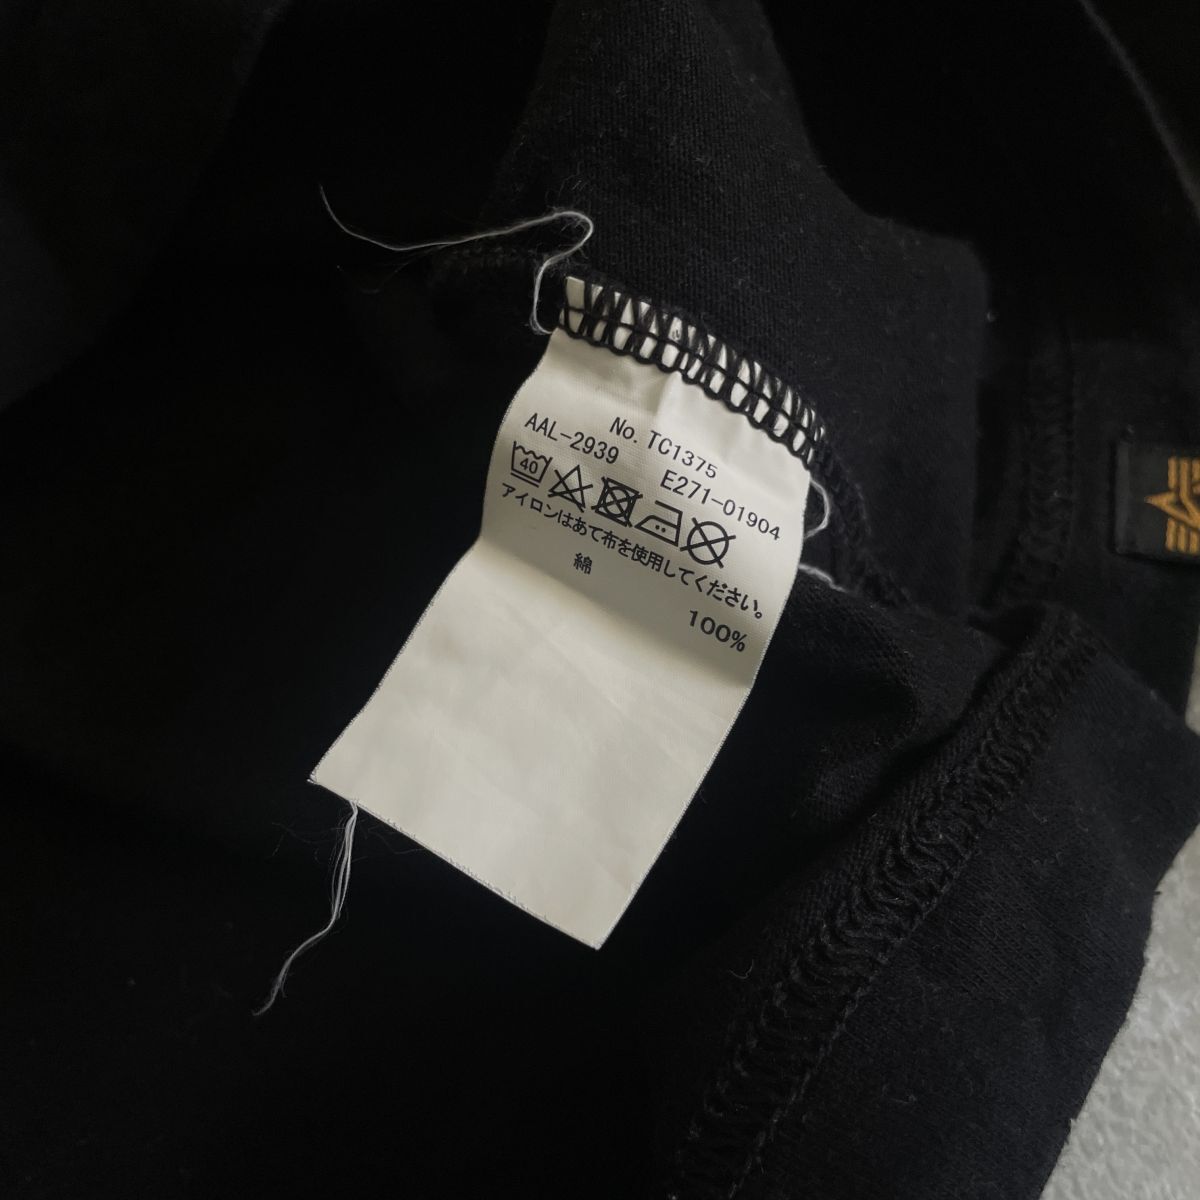 No. TC1375
AAL-2939 E271-01904
40
アイロンはあて布を使用してください。
綿 100%